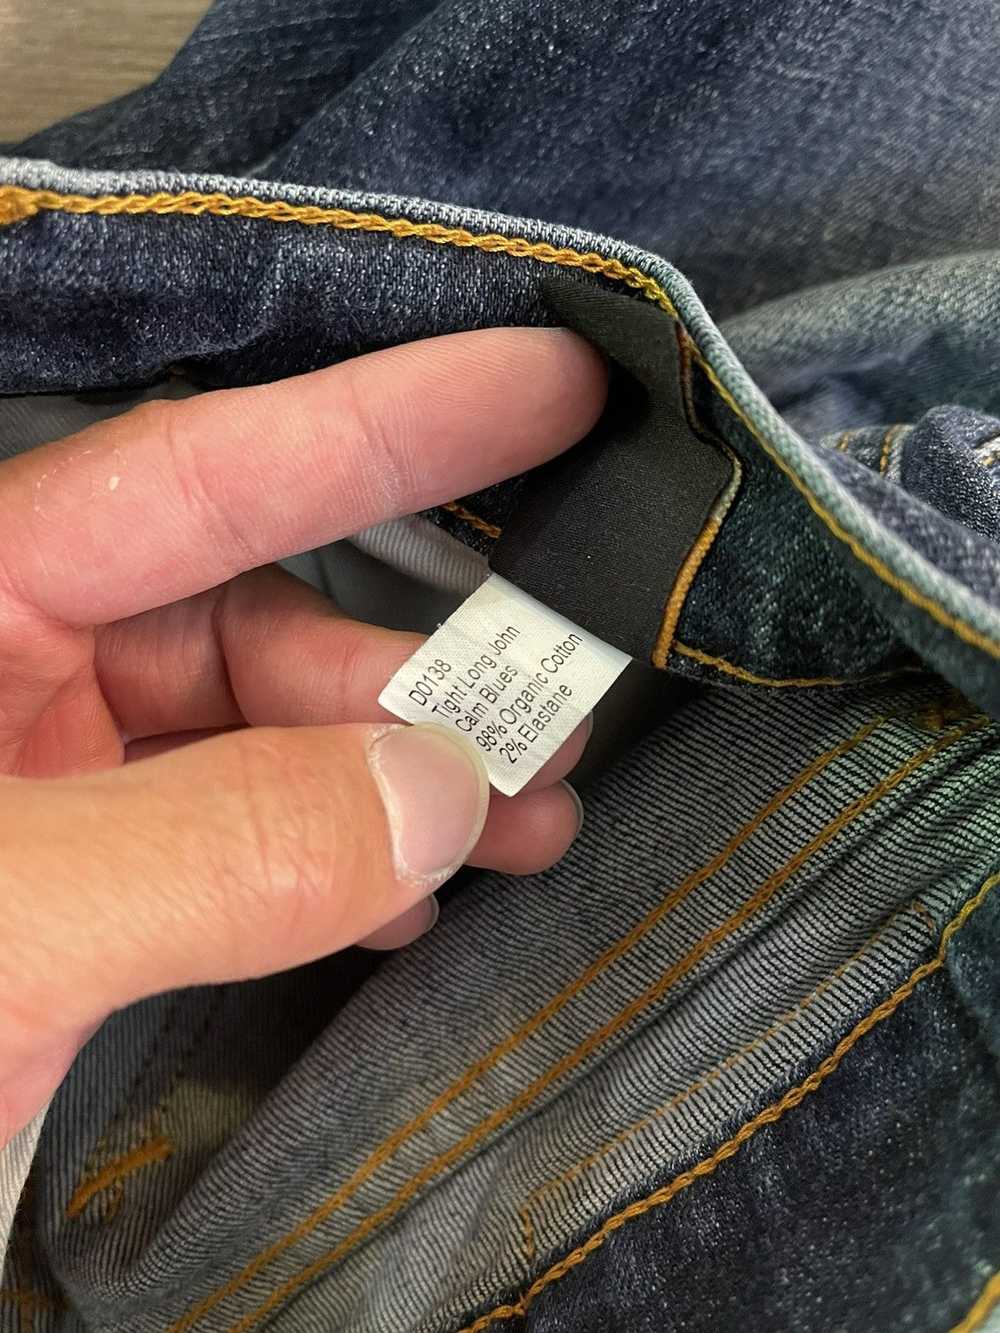 D0138
Tight Long John
Calm Blues
98% Organic Cotton
2% Elastane